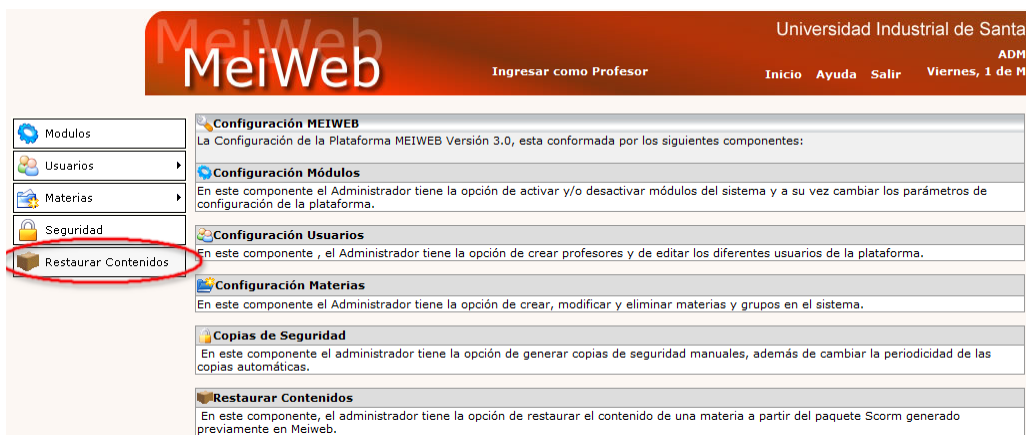 MeiWeb
MeiWeb
Universidad Industrial de Santa
ADM
Ingresar como Profesor
Inicio Ayuda Salir Viernes, 1 de M
Modulos
Usuarios
Materias
Seguridad
Restaurar Contenidos
Configuración MEIWEB
La Configuración de la Plataforma MEIWEB Versión 3.0, esta conformada por los siguientes componentes:
Configuración Módulos
En este componente el Administrador tiene la opción de activar y/o desactivar módulos del sistema y a su vez cambiar los parámetros de
configuración de la plataforma.
Configuración Usuarios
En este componente , el Administrador tiene la opción de crear profesores y de editar los diferentes usuarios de la plataforma.
Configuración Materias
En este componente el Administrador tiene la opción de crear, modificar y eliminar materias y grupos en el sistema.
Copias de Seguridad
En este componente el administrador tiene la opción de generar copias de seguridad manuales, además de cambiar la periodicidad de las
copias automáticas.
Restaurar Contenidos
En este componente, el administrador tiene la opción de restaurar el contenido de una materia a partir del paquete Scorm generado
previamente en Meiweb.